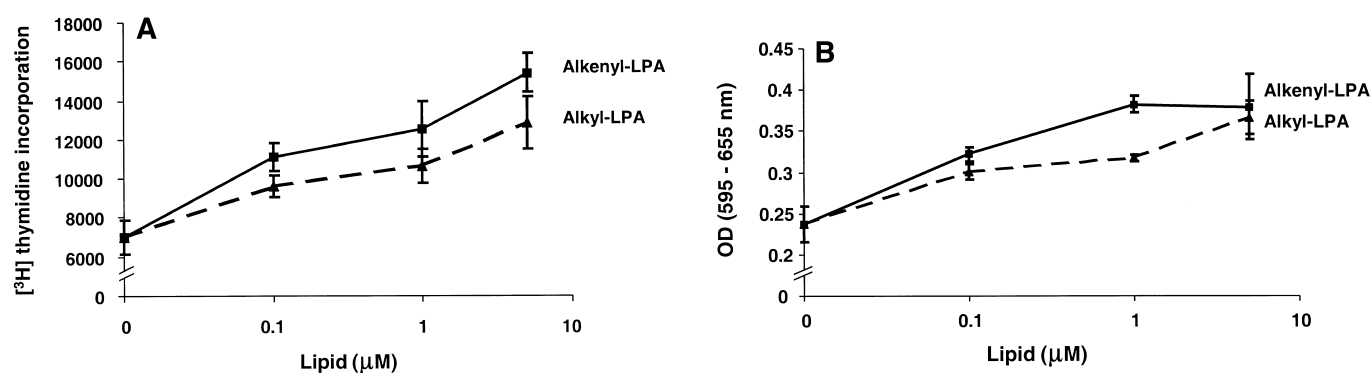 A
[³H] thymidine incorporation
18000
16000
14000
12000
10000
8000
6000
0
Alkenyl-LPA
Alkyl-LPA
0 0.1 1 10
Lipid (μM)
B
OD (595 - 655 nm)
0.45
0.4
0.35
0.3
0.25
0.2
0
Alkenyl-LPA
Alkyl-LPA
0 0.1 1 10
Lipid (μM)